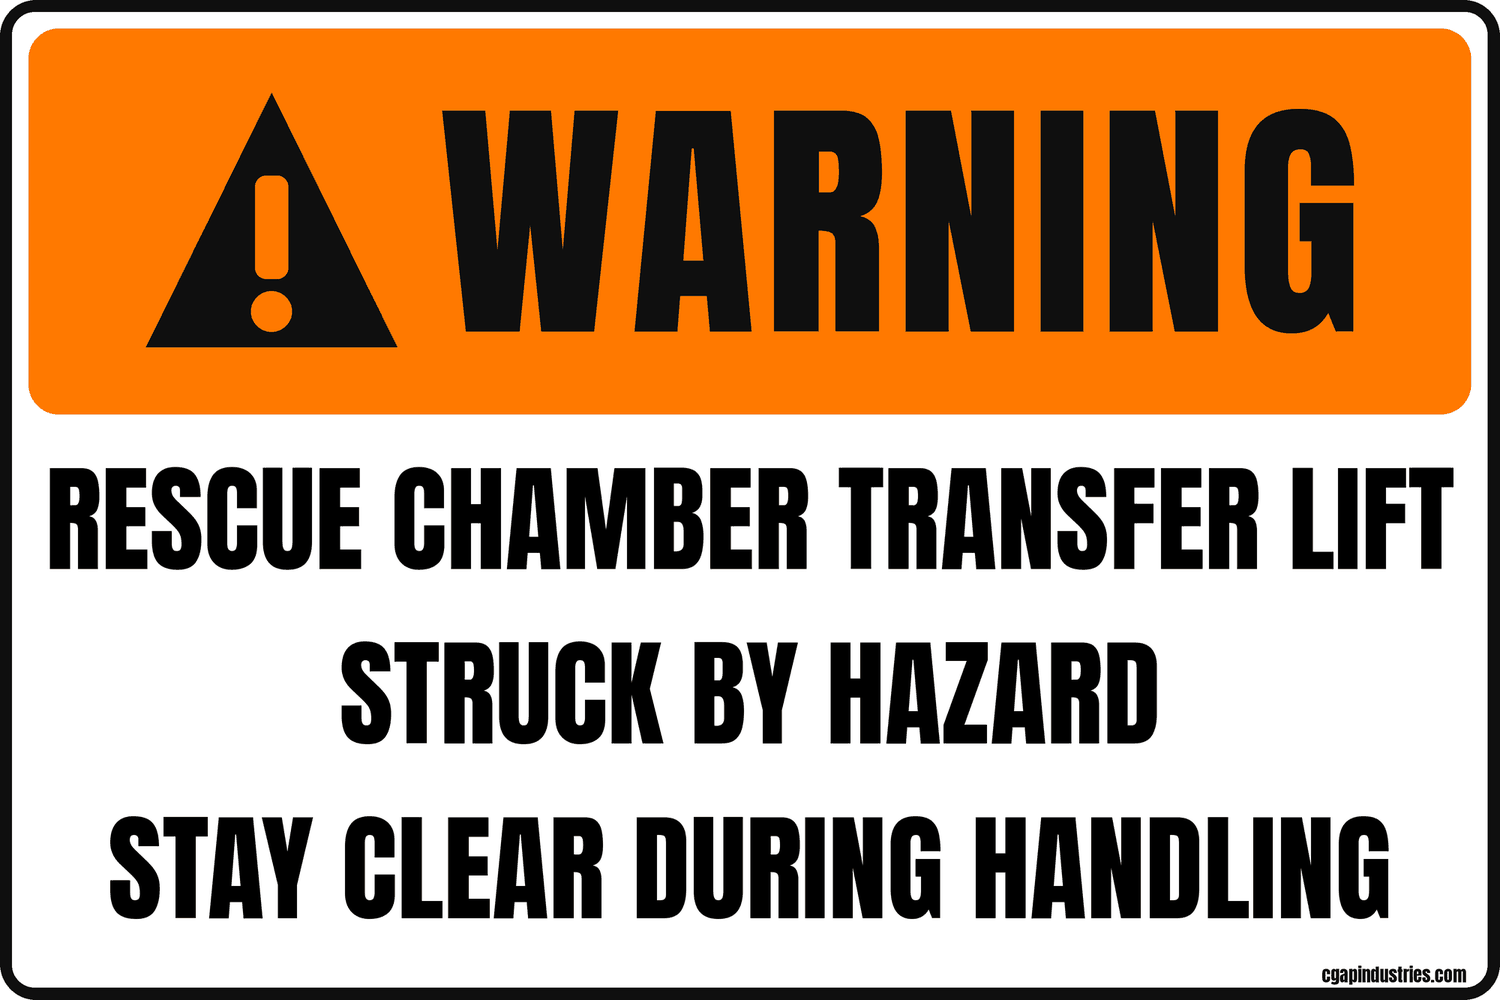 WARNING
RESCUE CHAMBER TRANSFER LIFT
STRUCK BY HAZARD
STAY CLEAR DURING HANDLING
cgapindustries.com